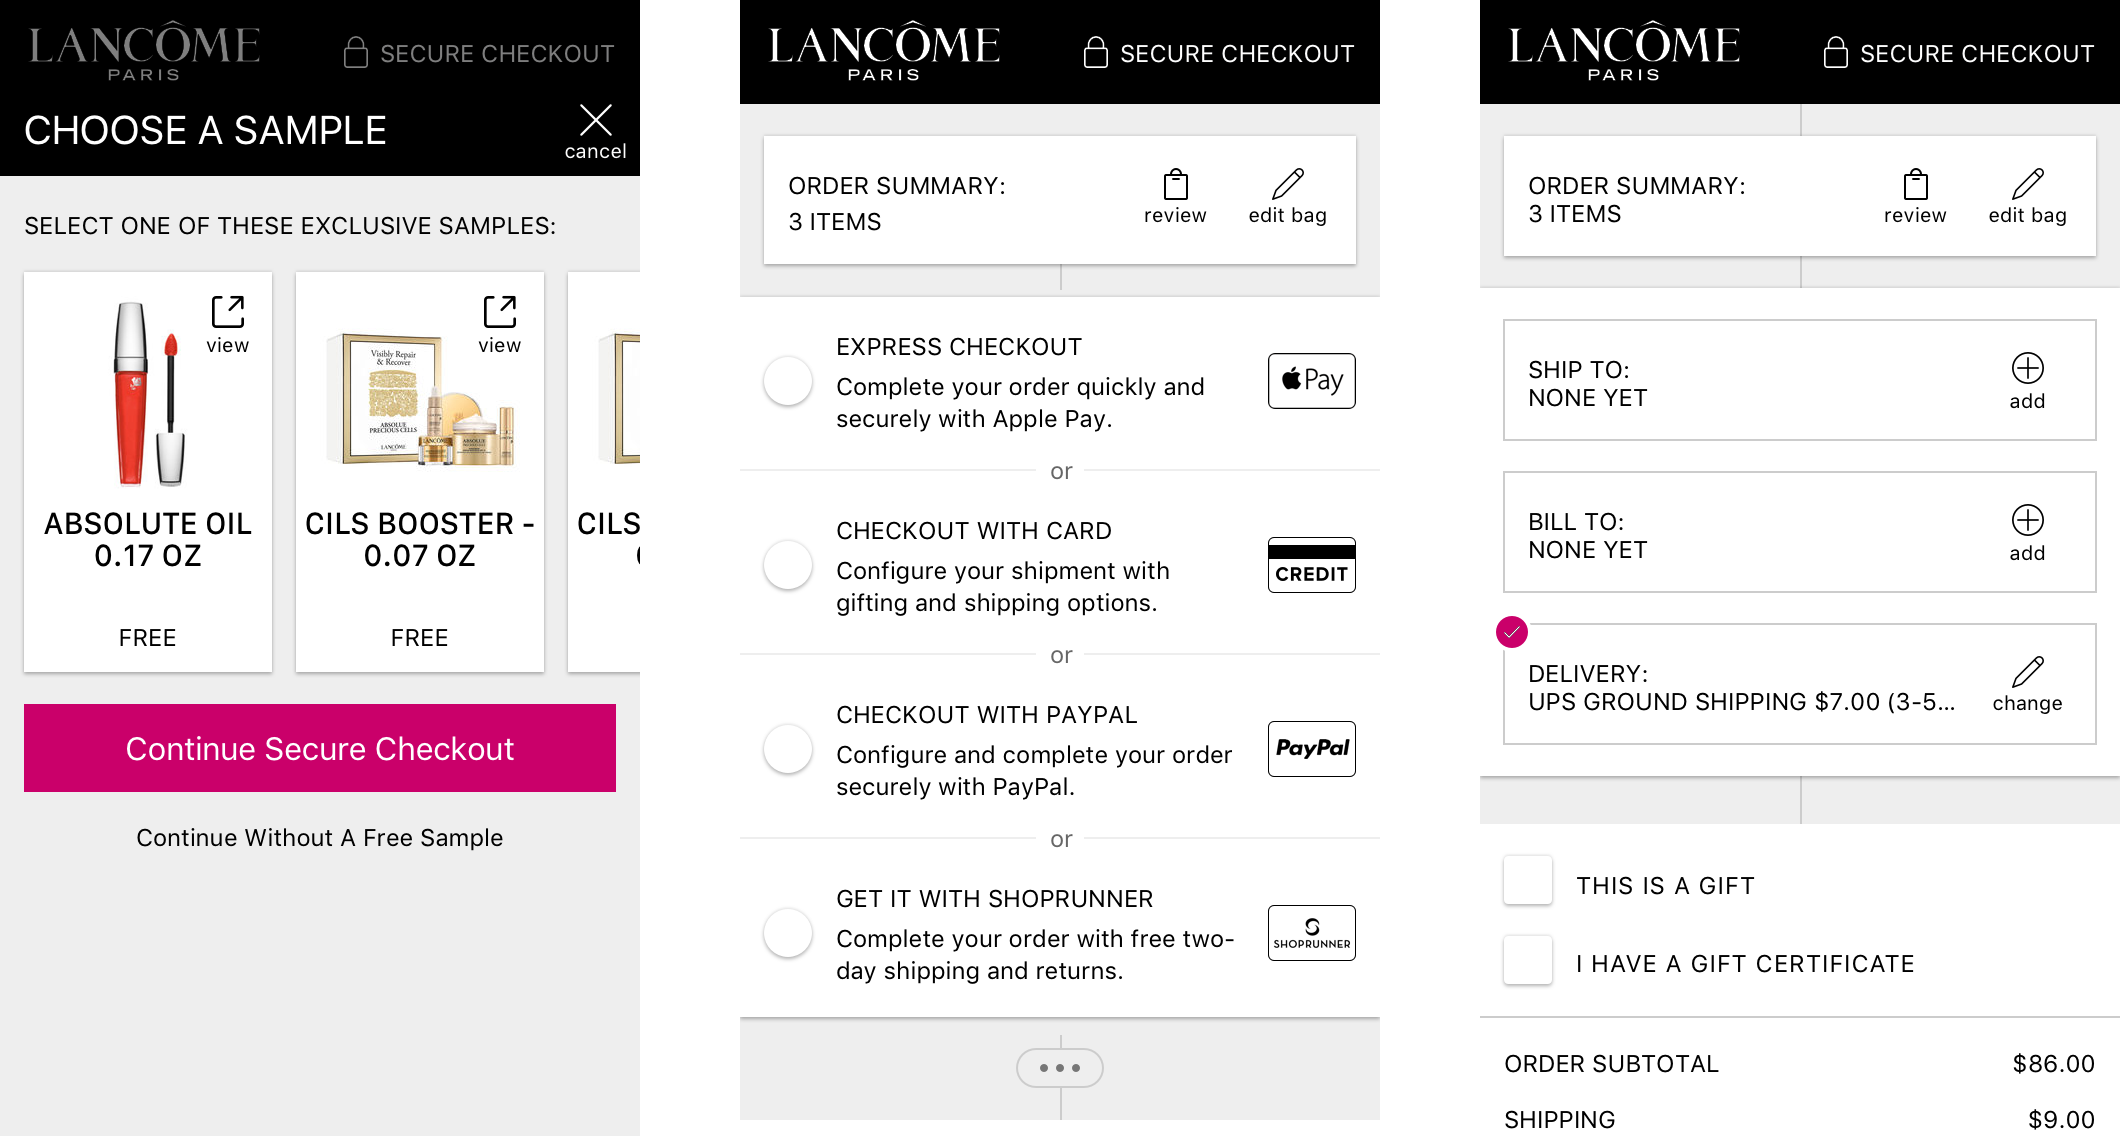 LANCÔME
PARIS
SECURE CHECKOUT
CHOOSE A SAMPLE
cancel
SELECT ONE OF THESE EXCLUSIVE SAMPLES:
view
ABSOLUTE OIL
0.17 OZ
FREE
view
Visibly Repair
& Recover
ABSOLUE
PRECIOUS CELLS
LANCÔME
CILS BOOSTER -
0.07 OZ
FREE
CILS
Continue Secure Checkout
Continue Without A Free Sample
LANCÔME
PARIS
SECURE CHECKOUT
ORDER SUMMARY:
3 ITEMS
review
edit bag
EXPRESS CHECKOUT
Complete your order quickly and
securely with Apple Pay.
Pay
or
CHECKOUT WITH CARD
Configure your shipment with
gifting and shipping options.
CREDIT
or
CHECKOUT WITH PAYPAL
Configure and complete your order
securely with PayPal.
PayPal
or
GET IT WITH SHOPRUNNER
Complete your order with free two-
day shipping and returns.
SHOPRUNNER
LANCÔME
PARIS
SECURE CHECKOUT
ORDER SUMMARY:
3 ITEMS
review
edit bag
SHIP TO:
NONE YET
add
BILL TO:
NONE YET
add
DELIVERY:
UPS GROUND SHIPPING $7.00 (3-5...
change
THIS IS A GIFT
I HAVE A GIFT CERTIFICATE
ORDER SUBTOTAL $86.00
SHIPPING $9.00